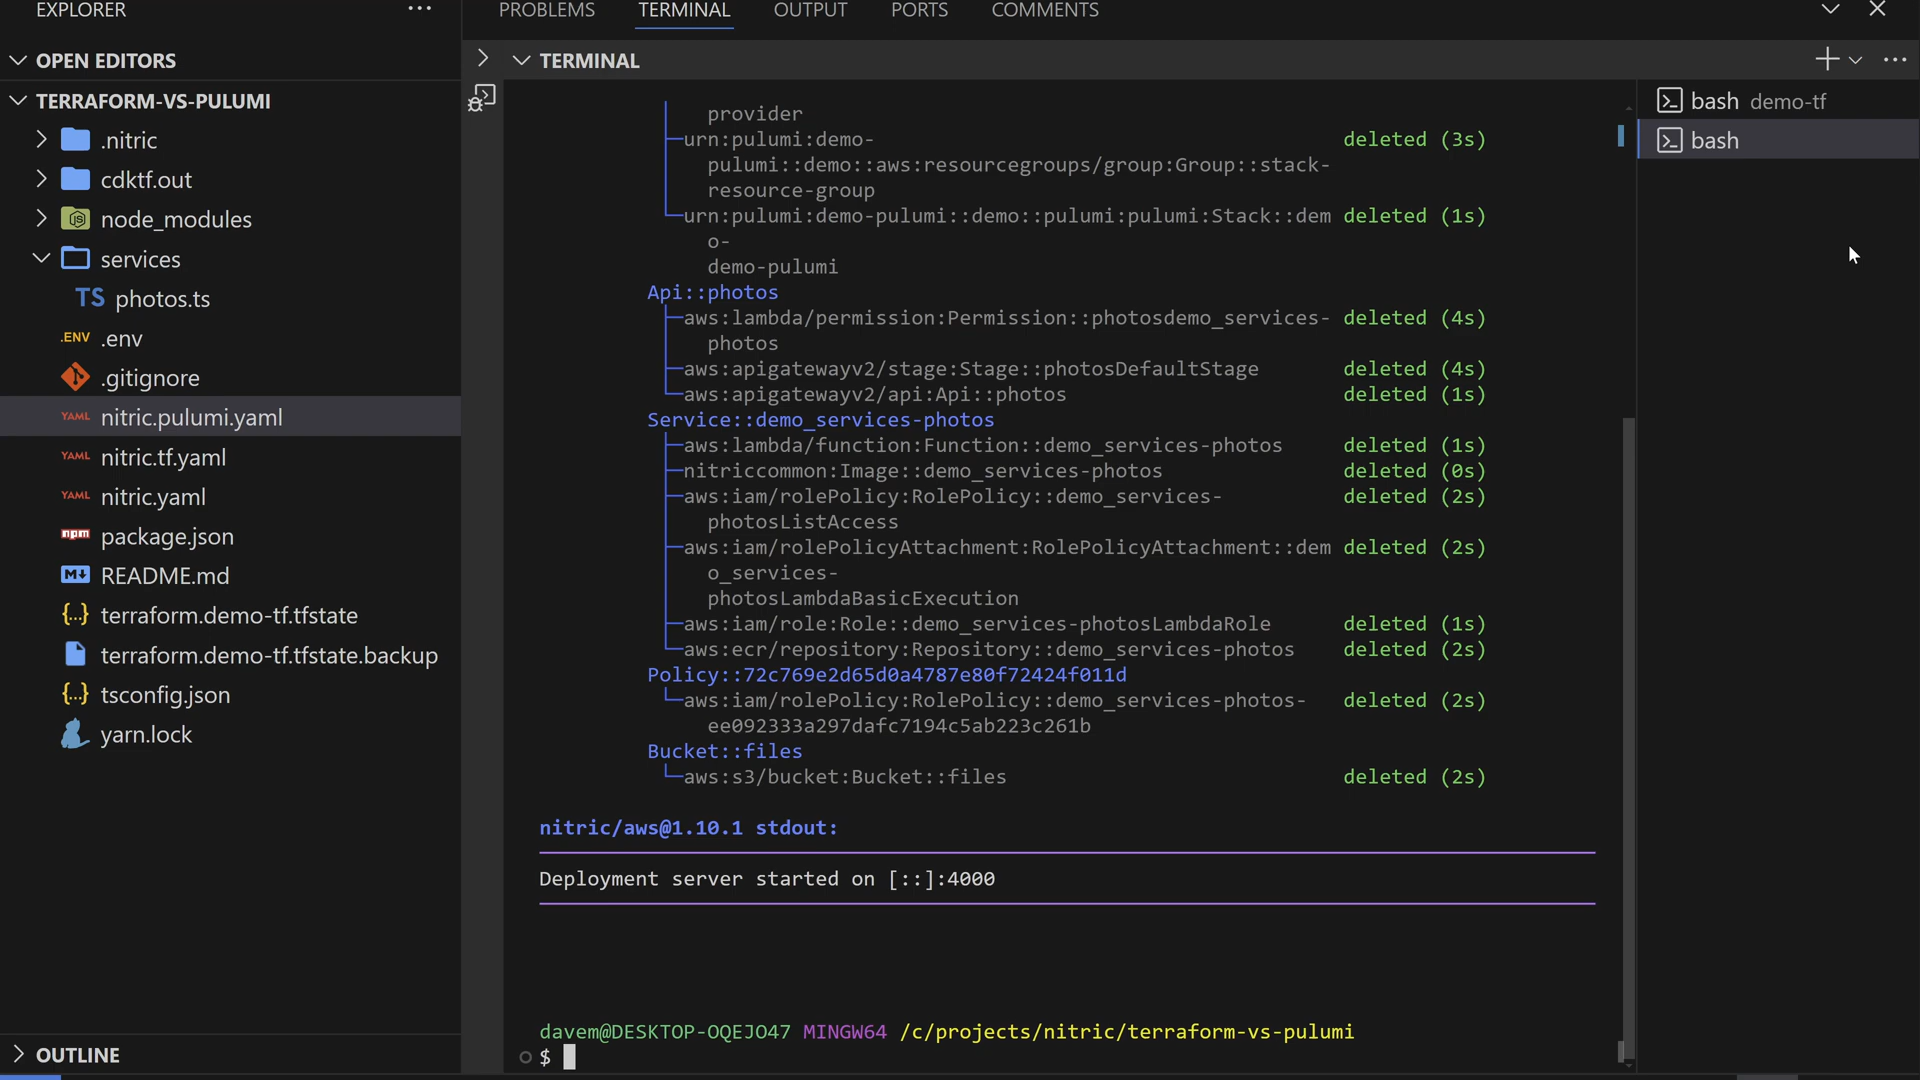 EXPLORER
PROBLEMS TERMINAL OUTPUT PORTS COMMENTS
OPEN EDITORS
TERRAFORM-VS-PULUMI
.nitric
cdktf.out
node_modules
services
TS photos.ts
.ENV .env
.gitignore
YAML nitric.pulumi.yaml
YAML nitric.tf.yaml
YAML nitric.yaml
npm package.json
M README.md
{...} terraform.demo-tf.tfstate
terraform.demo-tf.tfstate.backup
{...} tsconfig.json
yarn.lock
OUTLINE
TERMINAL
provider
urn:pulumi:demo- deleted (3s)
pulumi::demo::aws:resourcegroups/group:Group::stack-
resource-group
urn:pulumi:demo-pulumi::demo::pulumi:pulumi:Stack::dem deleted (1s)
o-
demo-pulumi
Api::photos
aws:lambda/permission:Permission::photosdemo_services- deleted (4s)
photos
aws:apigatewayv2/stage:Stage::photosDefaultStage deleted (4s)
aws:apigatewayv2/api:Api::photos deleted (1s)
Service::demo_services-photos
aws:lambda/function:Function::demo_services-photos deleted (1s)
nitriccommon:Image::demo_services-photos deleted (0s)
aws:iam/rolePolicy:RolePolicy::demo_services- deleted (2s)
photosListAccess
aws:iam/rolePolicyAttachment:RolePolicyAttachment::dem deleted (2s)
o_services-
photosLambdaBasicExecution
aws:iam/role:Role::demo_services-photosLambdaRole deleted (1s)
aws:ecr/repository:Repository::demo_services-photos deleted (2s)
Policy::72c769e2d65d0a4787e80f72424f011d
aws:iam/rolePolicy:RolePolicy::demo_services-photos- deleted (2s)
ee092333a297dafc7194c5ab223c261b
Bucket::files
aws:s3/bucket:Bucket::files deleted (2s)
nitric/aws@1.10.1 stdout:
Deployment server started on [::]:4000
davem@DESKTOP-OQEJO47 MINGW64 /c/projects/nitric/terraform-vs-pulumi
$
bash demo-tf
bash